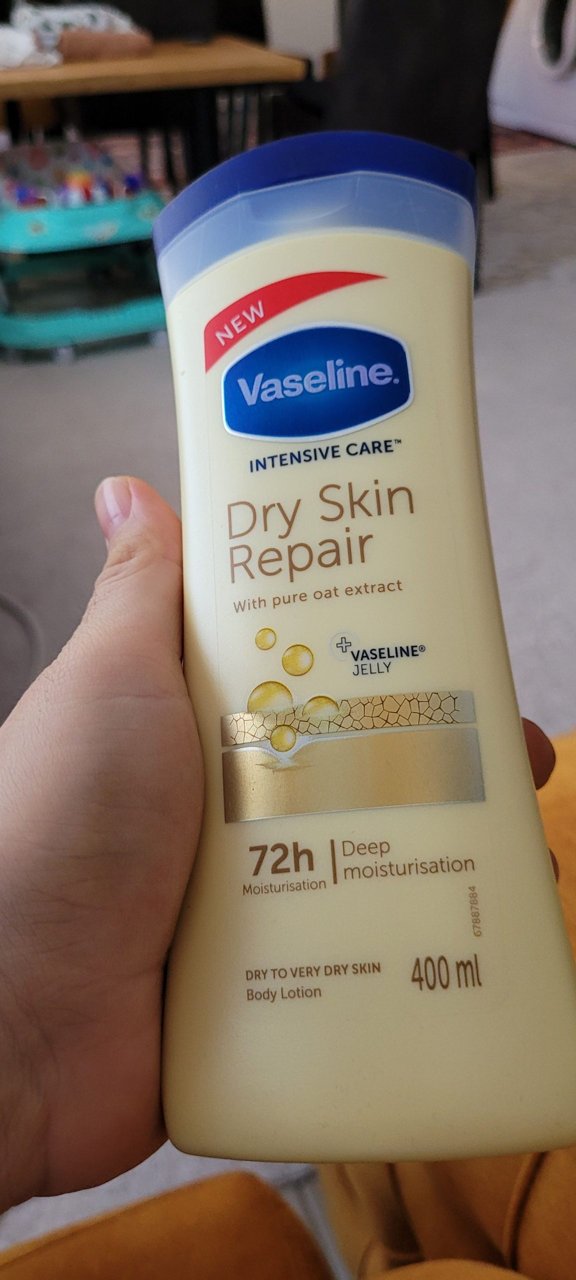 NEW
Vaseline.
INTENSIVE CARE™
Dry Skin
Repair
With pure oat extract
VASELINE®
JELLY
72h
Moisturisation
Deep
moisturisation
67887884
DRY TO VERY DRY SKIN
Body Lotion
400 ml